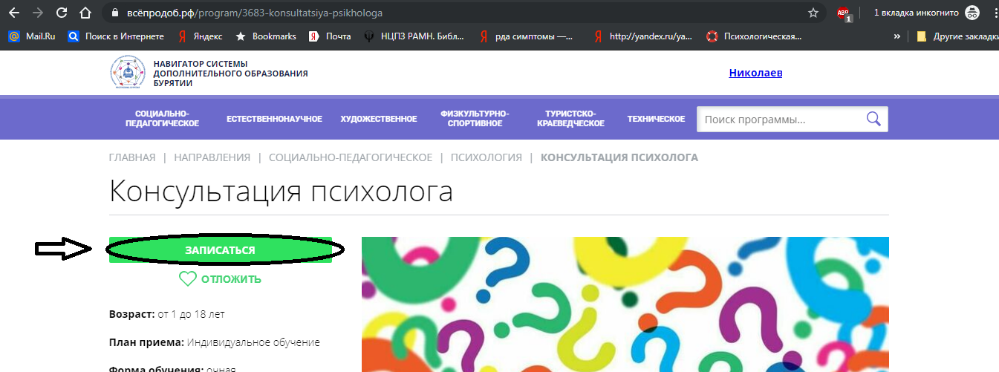 всёпродоб.рф/program/3683-konsultatsiya-psikhologa
ABP
1
1 вкладка инкогнито
Mail.Ru
Поиск в Интернете
Яндекс
Bookmarks
Почта
НЦПЗ РАМН. Библ...
рда симптомы —...
http://yandex.ru/ya...
Психологическая...
»
Другие закладки
НАВИГАТОР СИСТЕМЫ
ДОПОЛНИТЕЛЬНОГО ОБРАЗОВАНИЯ
БУРЯТИИ
Николаев
СОЦИАЛЬНО-
ПЕДАГОГИЧЕСКОЕ
ЕСТЕСТВЕННОНАУЧНОЕ
ХУДОЖЕСТВЕННОЕ
ФИЗКУЛЬТУРНО-
СПОРТИВНОЕ
ТУРИСТСКО-
КРАЕВЕДЧЕСКОЕ
ТЕХНИЧЕСКОЕ
Поиск программы...
ГЛАВНАЯ | НАПРАВЛЕНИЯ | СОЦИАЛЬНО-ПЕДАГОГИЧЕСКОЕ | ПСИХОЛОГИЯ | КОНСУЛЬТАЦИЯ ПСИХОЛОГА
Консультация психолога
ЗАПИСАТЬСЯ
ОТЛОЖИТЬ
Возраст: от 1 до 18 лет
План приема: Индивидуальное обучение
Форма обучения: очная